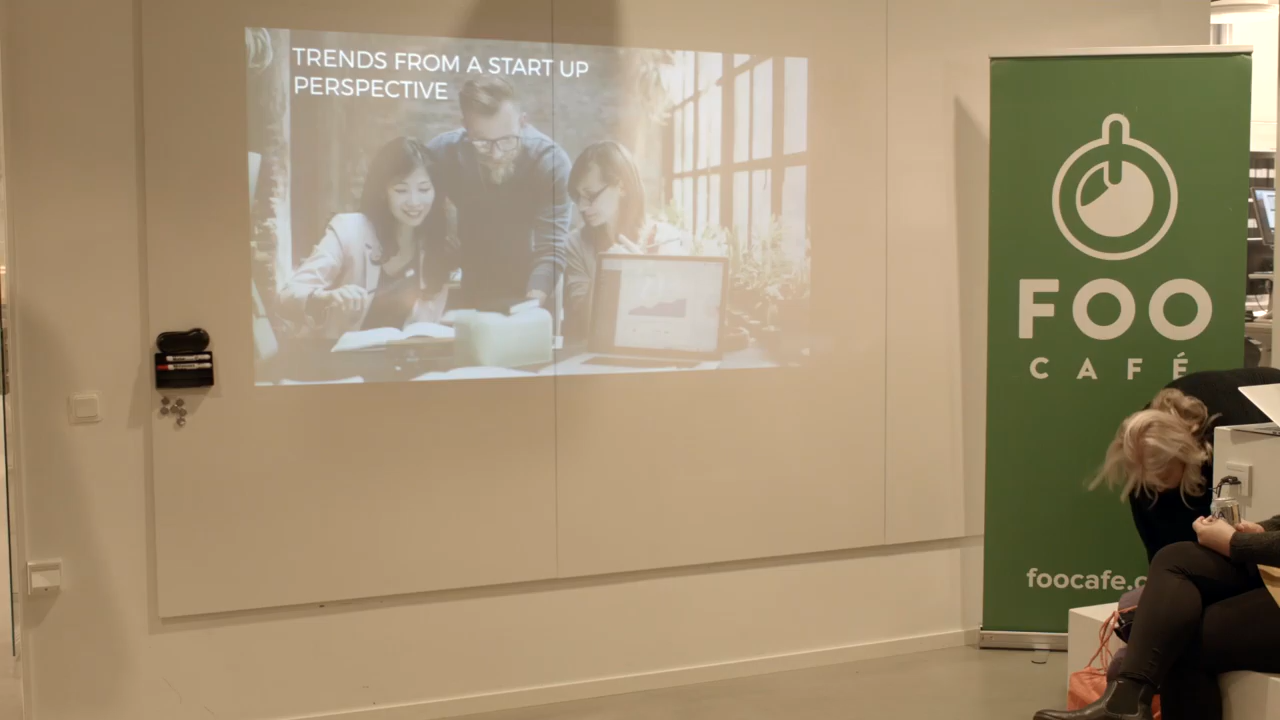 TRENDS FROM A START UP
PERSPECTIVE
FOO
CAFÉ
foocafe.